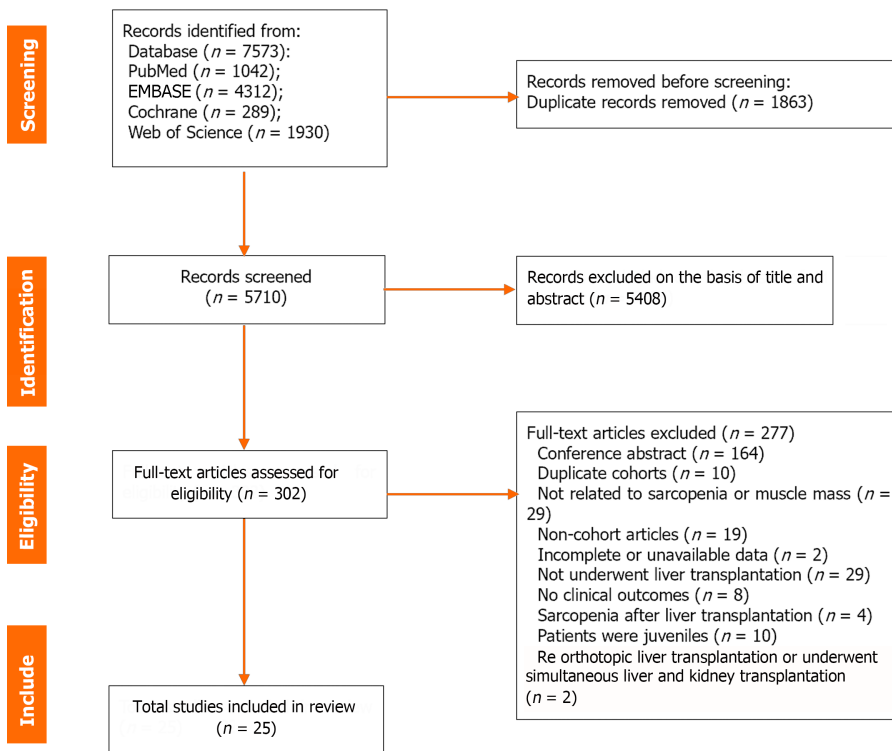 Screening
Records identified from:
Database (n = 7573):
PubMed (n = 1042);
EMBASE (n = 4312);
Cochrane (n = 289);
Web of Science (n = 1930)
Records removed before screening:
Duplicate records removed (n = 1863)
Identification
Records screened
(n = 5710)
Records excluded on the basis of title and
abstract (n = 5408)
Eligibility
Full-text articles assessed for
eligibility (n = 302)
Full-text articles excluded (n = 277)
Conference abstract (n = 164)
Duplicate cohorts (n = 10)
Not related to sarcopenia or muscle mass (n =
29)
Non-cohort articles (n = 19)
Incomplete or unavailable data (n = 2)
Not underwent liver transplantation (n = 29)
No clinical outcomes (n = 8)
Sarcopenia after liver transplantation (n = 4)
Patients were juveniles (n = 10)
Re orthotopic liver transplantation or underwent
simultaneous liver and kidney transplantation
(n = 2)
Include
Total studies included in review
(n = 25)